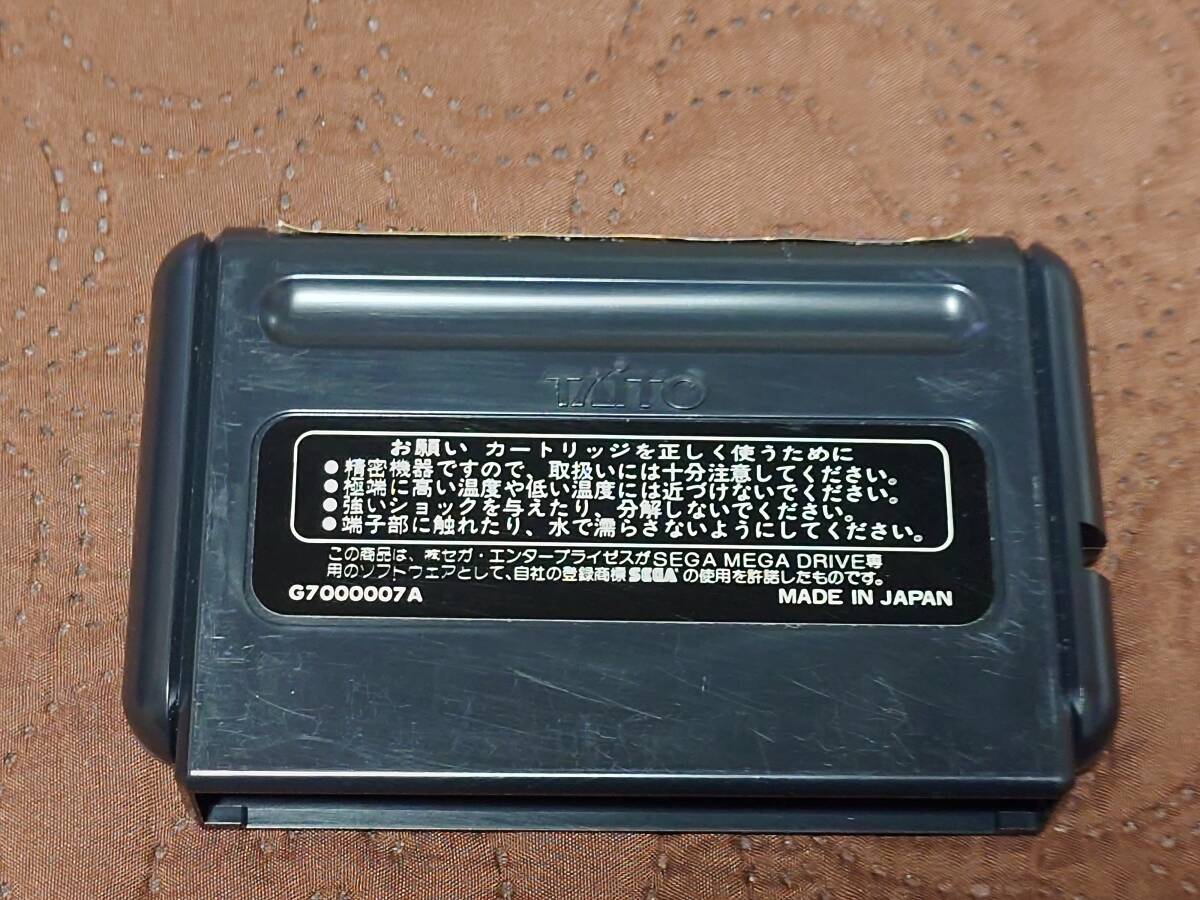 TAITO
お願い カートリッジを正しく使うために
●精密機器ですので、取扱いには十分注意してください。
●極端に高い温度や低い温度には近づけないでください。
●強いショックを与えたり、分解しないでください。
●端子部に触れたり、水で濡らさないようにしてください。
この商品は、㈱セガ・エンタープライゼスがSEGA MEGA DRIVE専
用のソフトウエアとして、自社の登録商標SEGA®の使用を許諾したものです。
G7000007A MADE IN JAPAN